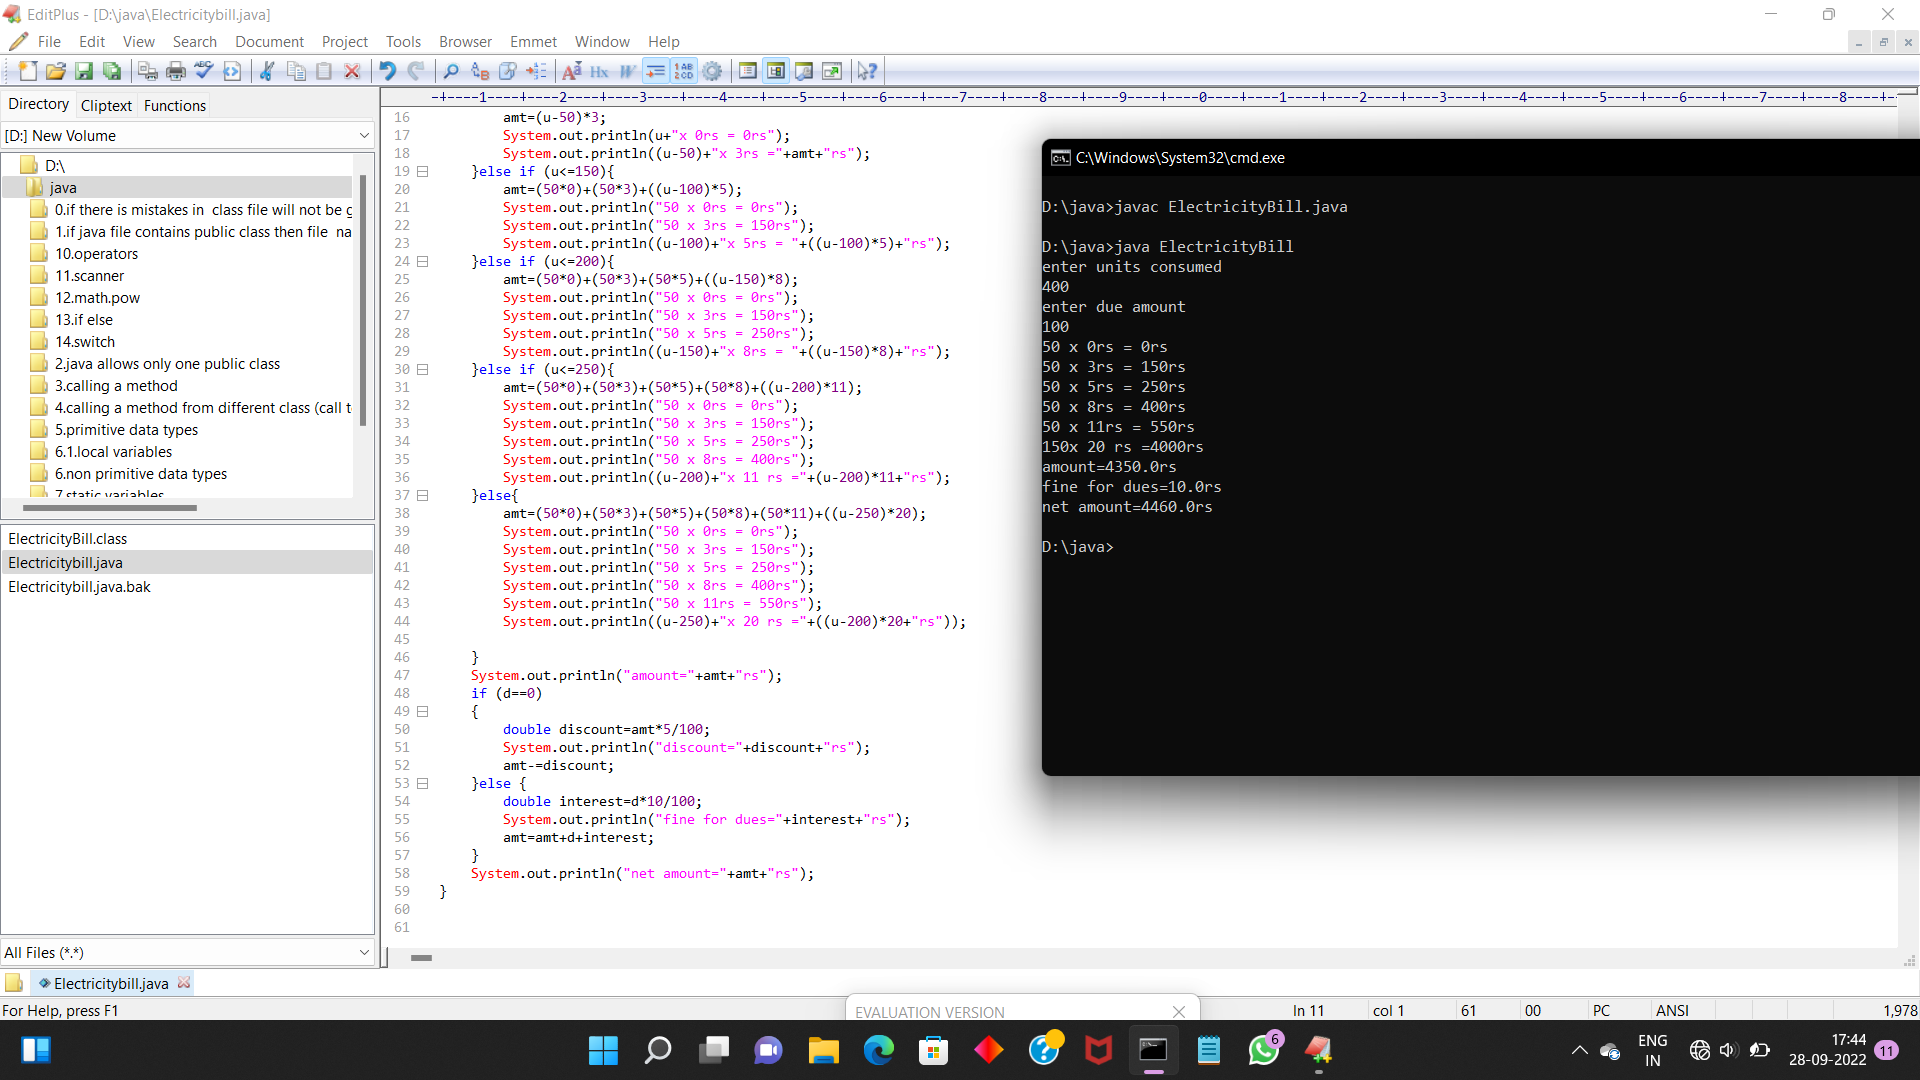 EditPlus - [D:\java\Electricitybill.java]
File Edit View Search Document Project Tools Browser Emmet Window Help
Directory Cliptext Functions
[D:] New Volume
D:\
java
0.if there is mistakes in class file will not be g
1.if java file contains public class then file na
10.operators
11.scanner
12.math.pow
13.if else
14.switch
2.java allows only one public class
3.calling a method
4.calling a method from different class (call t
5.primitive data types
6.1.local variables
6.non primitive data types
7.static variables
ElectricityBill.class
Electricitybill.java
Electricitybill.java.bak
All Files (*.*)
----+----1----+----2----+----3----+----4----+----5----+----6----+----7----+----8----+----9----+----0----+----1----+----2----+----3----+----4----+----5----+----6----+----7----+----8----+-
16 amt=(u-50)*3;
17 System.out.println(u+"x 0rs = 0rs");
18 System.out.println((u-50)+"x 3rs ="+amt+"rs");
19 }else if (u<=150){
20 amt=(50*0)+(50*3)+((u-100)*5);
21 System.out.println("50 x 0rs = 0rs");
22 System.out.println("50 x 3rs = 150rs");
23 System.out.println((u-100)+"x 5rs = "+((u-100)*5)+"rs");
24 }else if (u<=200){
25 amt=(50*0)+(50*3)+(50*5)+((u-150)*8);
26 System.out.println("50 x 0rs = 0rs");
27 System.out.println("50 x 3rs = 150rs");
28 System.out.println("50 x 5rs = 250rs");
29 System.out.println((u-150)+"x 8rs = "+((u-150)*8)+"rs");
30 }else if (u<=250){
31 amt=(50*0)+(50*3)+(50*5)+(50*8)+((u-200)*11);
32 System.out.println("50 x 0rs = 0rs");
33 System.out.println("50 x 3rs = 150rs");
34 System.out.println("50 x 5rs = 250rs");
35 System.out.println("50 x 8rs = 400rs");
36 System.out.println((u-200)+"x 11 rs ="+(u-200)*11+"rs");
37 }else{
38 amt=(50*0)+(50*3)+(50*5)+(50*8)+(50*11)+((u-250)*20);
39 System.out.println("50 x 0rs = 0rs");
40 System.out.println("50 x 3rs = 150rs");
41 System.out.println("50 x 5rs = 250rs");
42 System.out.println("50 x 8rs = 400rs");
43 System.out.println("50 x 11rs = 550rs");
44 System.out.println((u-250)+"x 20 rs ="+((u-200)*20+"rs"));
45
46 }
47 System.out.println("amount="+amt+"rs");
48 if (d==0)
49 {
50 double discount=amt*5/100;
51 System.out.println("discount="+discount+"rs");
52 amt-=discount;
53 }else {
54 double interest=d*10/100;
55 System.out.println("fine for dues="+interest+"rs");
56 amt=amt+d+interest;
57 }
58 System.out.println("net amount="+amt+"rs");
59 }
60
61
C:\Windows\System32\cmd.exe
D:\java>javac ElectricityBill.java
D:\java>java ElectricityBill
enter units consumed
400
enter due amount
100
50 x 0rs = 0rs
50 x 3rs = 150rs
50 x 5rs = 250rs
50 x 8rs = 400rs
50 x 11rs = 550rs
150x 20 rs =4000rs
amount=4350.0rs
fine for dues=10.0rs
net amount=4460.0rs
D:\java>
Electricitybill.java
For Help, press F1
EVALUATION VERSION
ln 11 col 1 61 00 PC ANSI 1,978
6
ENG
IN
17:44
28-09-2022
11